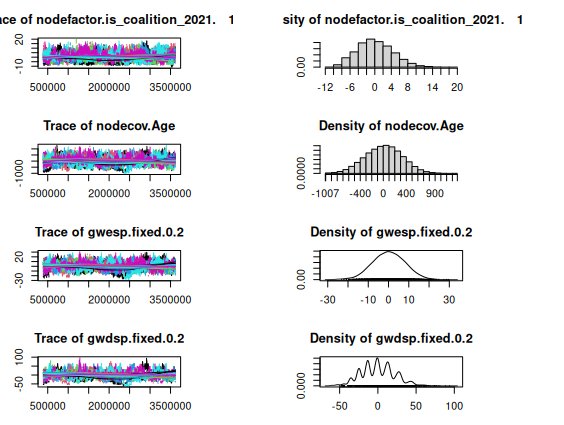 ace of nodefactor.is_coalition_2021. 1
sity of nodefactor.is_coalition_2021. 1
-10 20
500000 2000000 3500000
0.00
-12 -6 0 4 8 14 20
Trace of nodecov.Age
Density of nodecov.Age
-1000
500000 2000000 3500000
0.0000
-1007 -400 0 400 900
Trace of gwesp.fixed.0.2
Density of gwesp.fixed.0.2
-30 20
500000 2000000 3500000
0.00
-30 -10 0 10 30
Trace of gwdsp.fixed.0.2
Density of gwdsp.fixed.0.2
-50 100
500000 2000000 3500000
0.000
-50 0 50 100